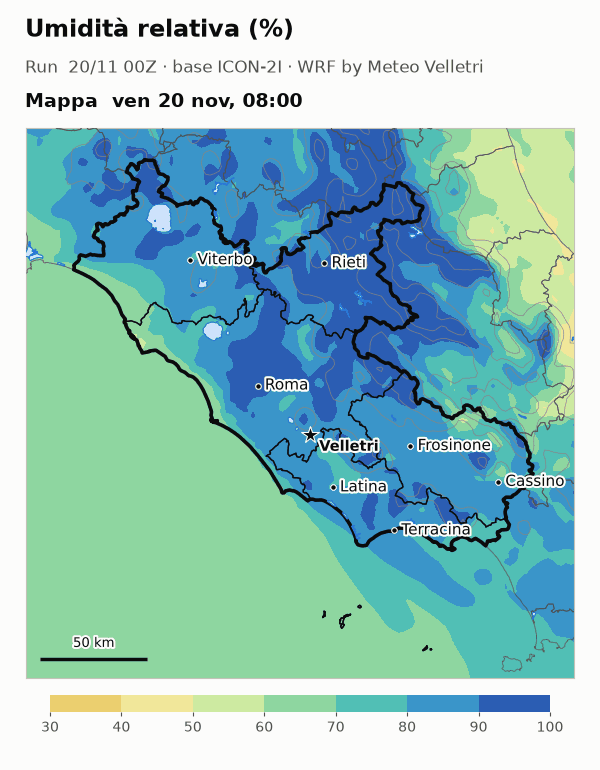 Umidità relativa (%)
Run  20/11 00Z · base ICON-2I · WRF by Meteo Velletri
Mappa  ven 20 nov, 08:00
Viterbo
Rieti
Roma
Velletri
Frosinone
Cassino
Latina
Terracina
50 km
30 40 50 60 70 80 90 100